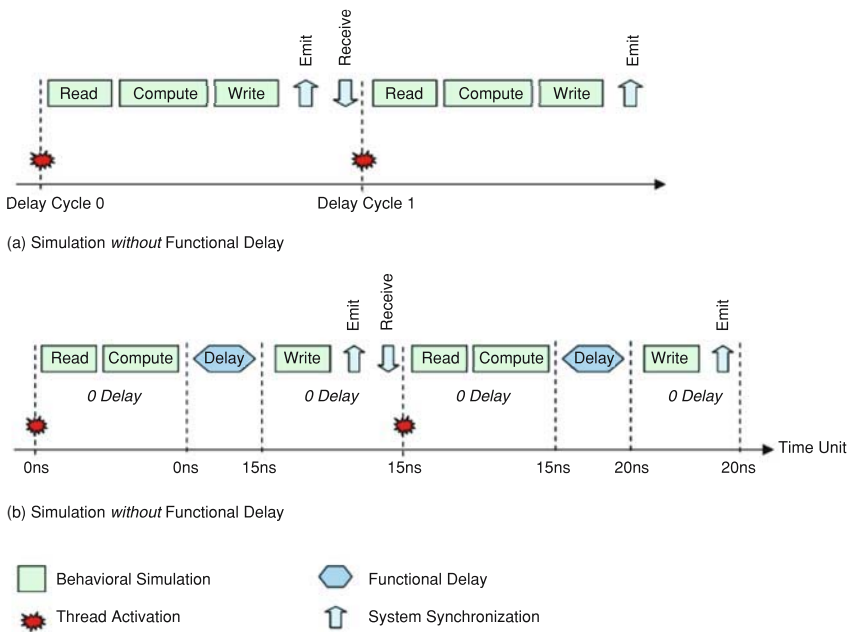 Emit
Receive
Emit
Read Compute Write Read Compute Write
Delay Cycle 0 Delay Cycle 1
(a) Simulation without Functional Delay
Emit
Receive
Emit
Read Compute Delay Write Read Compute Delay Write
0 Delay 0 Delay 0 Delay 0 Delay
Time Unit
0ns 0ns 15ns 15ns 15ns 20ns 20ns
(b) Simulation without Functional Delay
Behavioral Simulation Functional Delay
Thread Activation System Synchronization